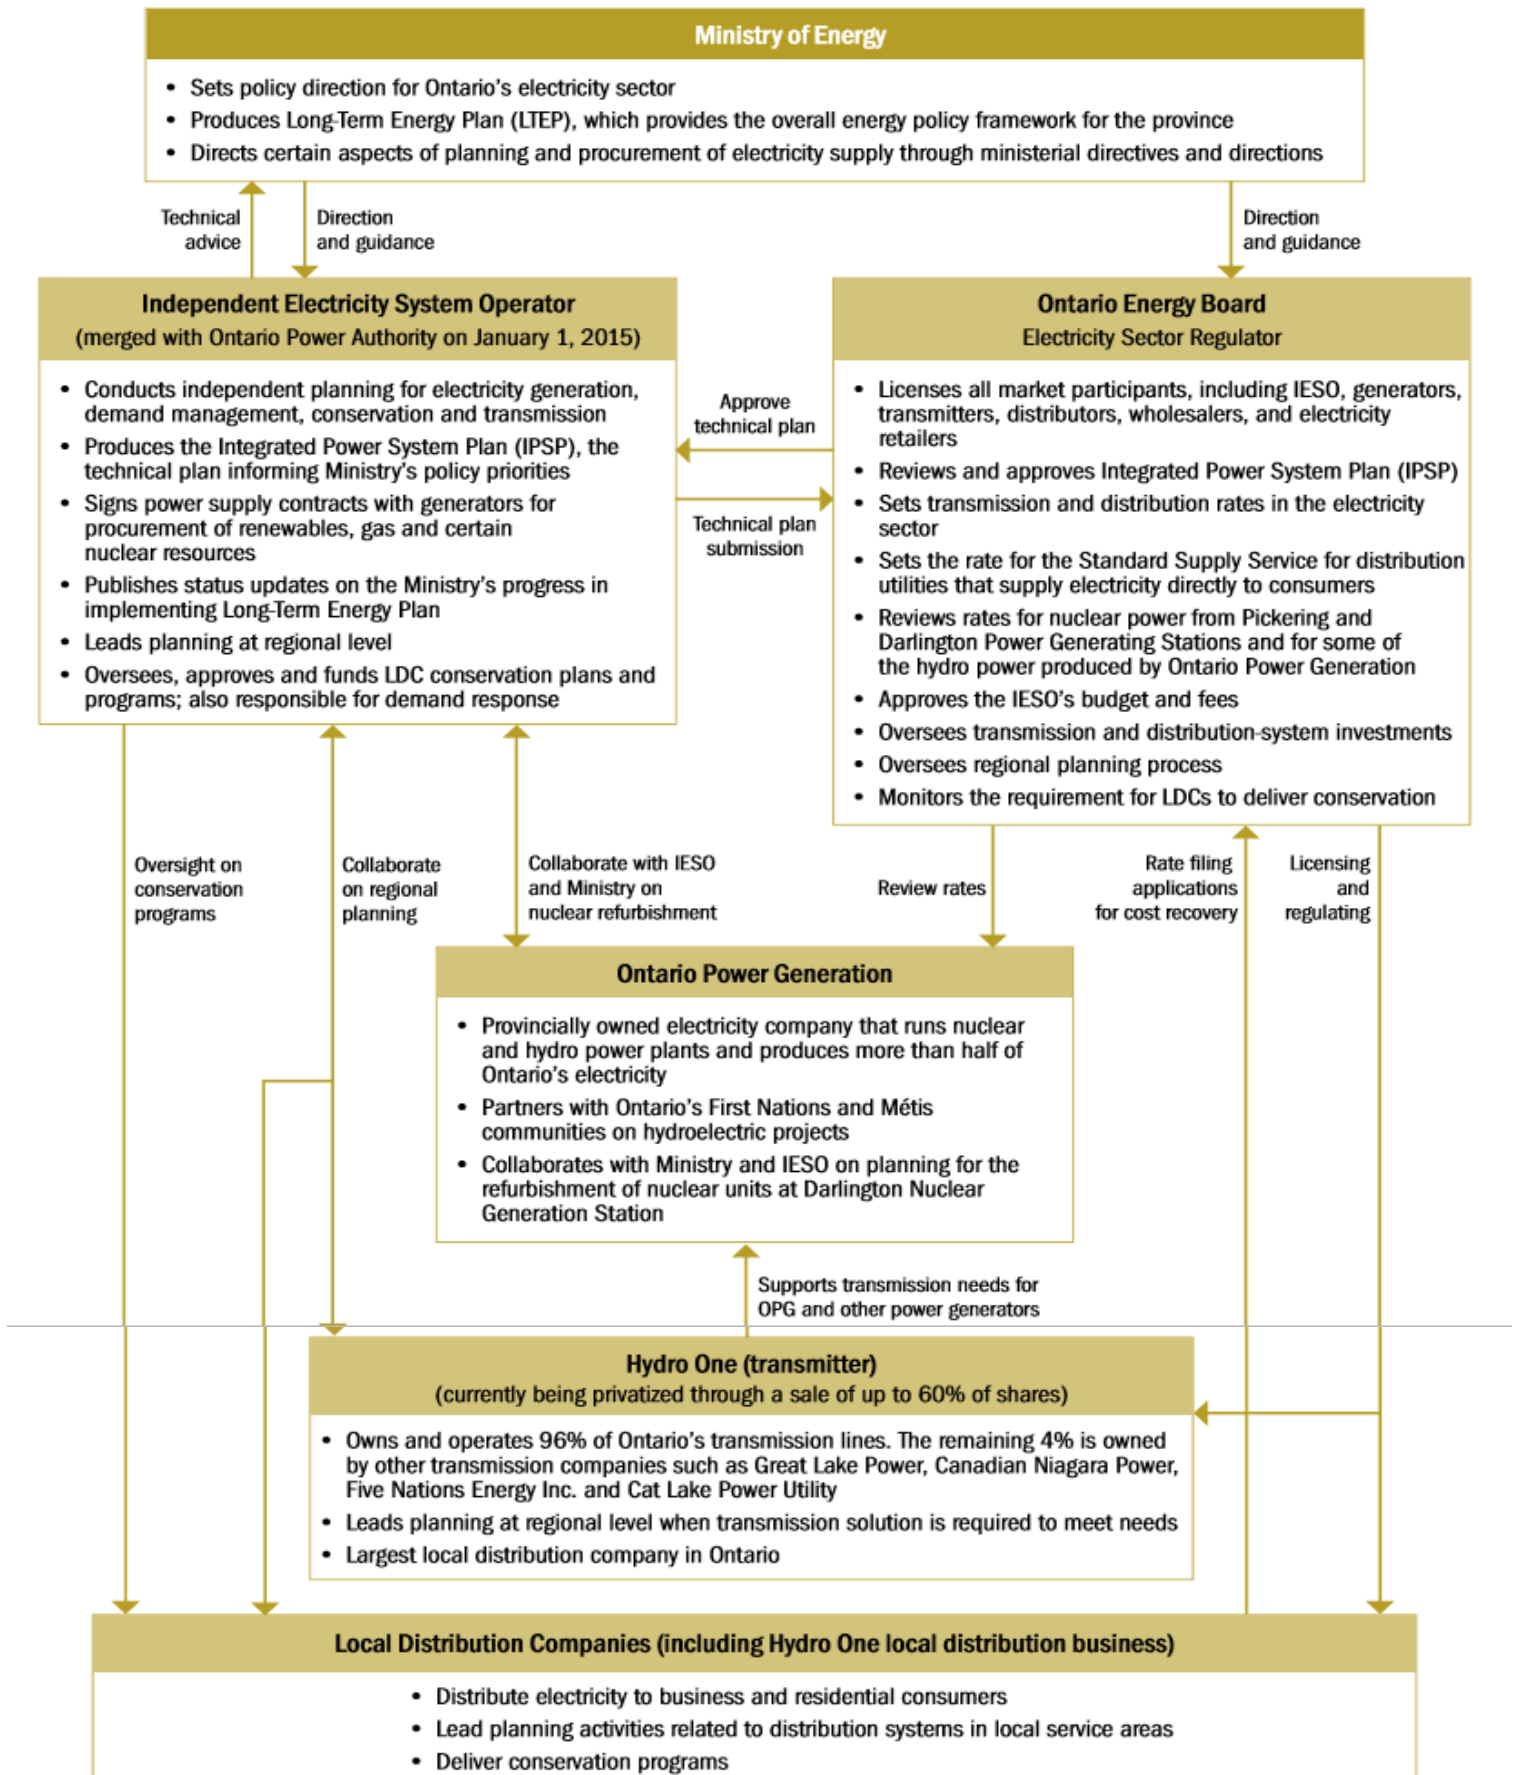 Ministry of Energy
• Sets policy direction for Ontario's electricity sector
• Produces Long-Term Energy Plan (LTEP), which provides the overall energy policy framework for the province
• Directs certain aspects of planning and procurement of electricity supply through ministerial directives and directions
Technical
advice
Direction
and guidance
Direction
and guidance
Independent Electricity System Operator
(merged with Ontario Power Authority on January 1, 2015)
• Conducts independent planning for electricity generation,
demand management, conservation and transmission
• Produces the Integrated Power System Plan (IPSP), the
technical plan informing Ministry's policy priorities
• Signs power supply contracts with generators for
procurement of renewables, gas and certain
nuclear resources
• Publishes status updates on the Ministry's progress in
implementing Long-Term Energy Plan
• Leads planning at regional level
• Oversees, approves and funds LDC conservation plans and
programs; also responsible for demand response
Approve
technical plan
Technical plan
submission
Ontario Energy Board
Electricity Sector Regulator
• Licenses all market participants, including IESO, generators,
transmitters, distributors, wholesalers, and electricity
retailers
• Reviews and approves Integrated Power System Plan (IPSP)
• Sets transmission and distribution rates in the electricity
sector
• Sets the rate for the Standard Supply Service for distribution
utilities that supply electricity directly to consumers
• Reviews rates for nuclear power from Pickering and
Darlington Power Generating Stations and for some of
the hydro power produced by Ontario Power Generation
• Approves the IESO's budget and fees
• Oversees transmission and distribution-system investments
• Oversees regional planning process
• Monitors the requirement for LDCs to deliver conservation
Oversight on
conservation
programs
Collaborate
on regional
planning
Collaborate with IESO
and Ministry on
nuclear refurbishment
Review rates
Rate filing
applications
for cost recovery
Licensing
and
regulating
Ontario Power Generation
• Provincially owned electricity company that runs nuclear
and hydro power plants and produces more than half of
Ontario's electricity
• Partners with Ontario's First Nations and Métis
communities on hydroelectric projects
• Collaborates with Ministry and IESO on planning for the
refurbishment of nuclear units at Darlington Nuclear
Generation Station
Supports transmission needs for
OPG and other power generators
Hydro One (transmitter)
(currently being privatized through a sale of up to 60% of shares)
• Owns and operates 96% of Ontario's transmission lines. The remaining 4% is owned
by other transmission companies such as Great Lake Power, Canadian Niagara Power,
Five Nations Energy Inc. and Cat Lake Power Utility
• Leads planning at regional level when transmission solution is required to meet needs
• Largest local distribution company in Ontario
Local Distribution Companies (including Hydro One local distribution business)
• Distribute electricity to business and residential consumers
• Lead planning activities related to distribution systems in local service areas
• Deliver conservation programs